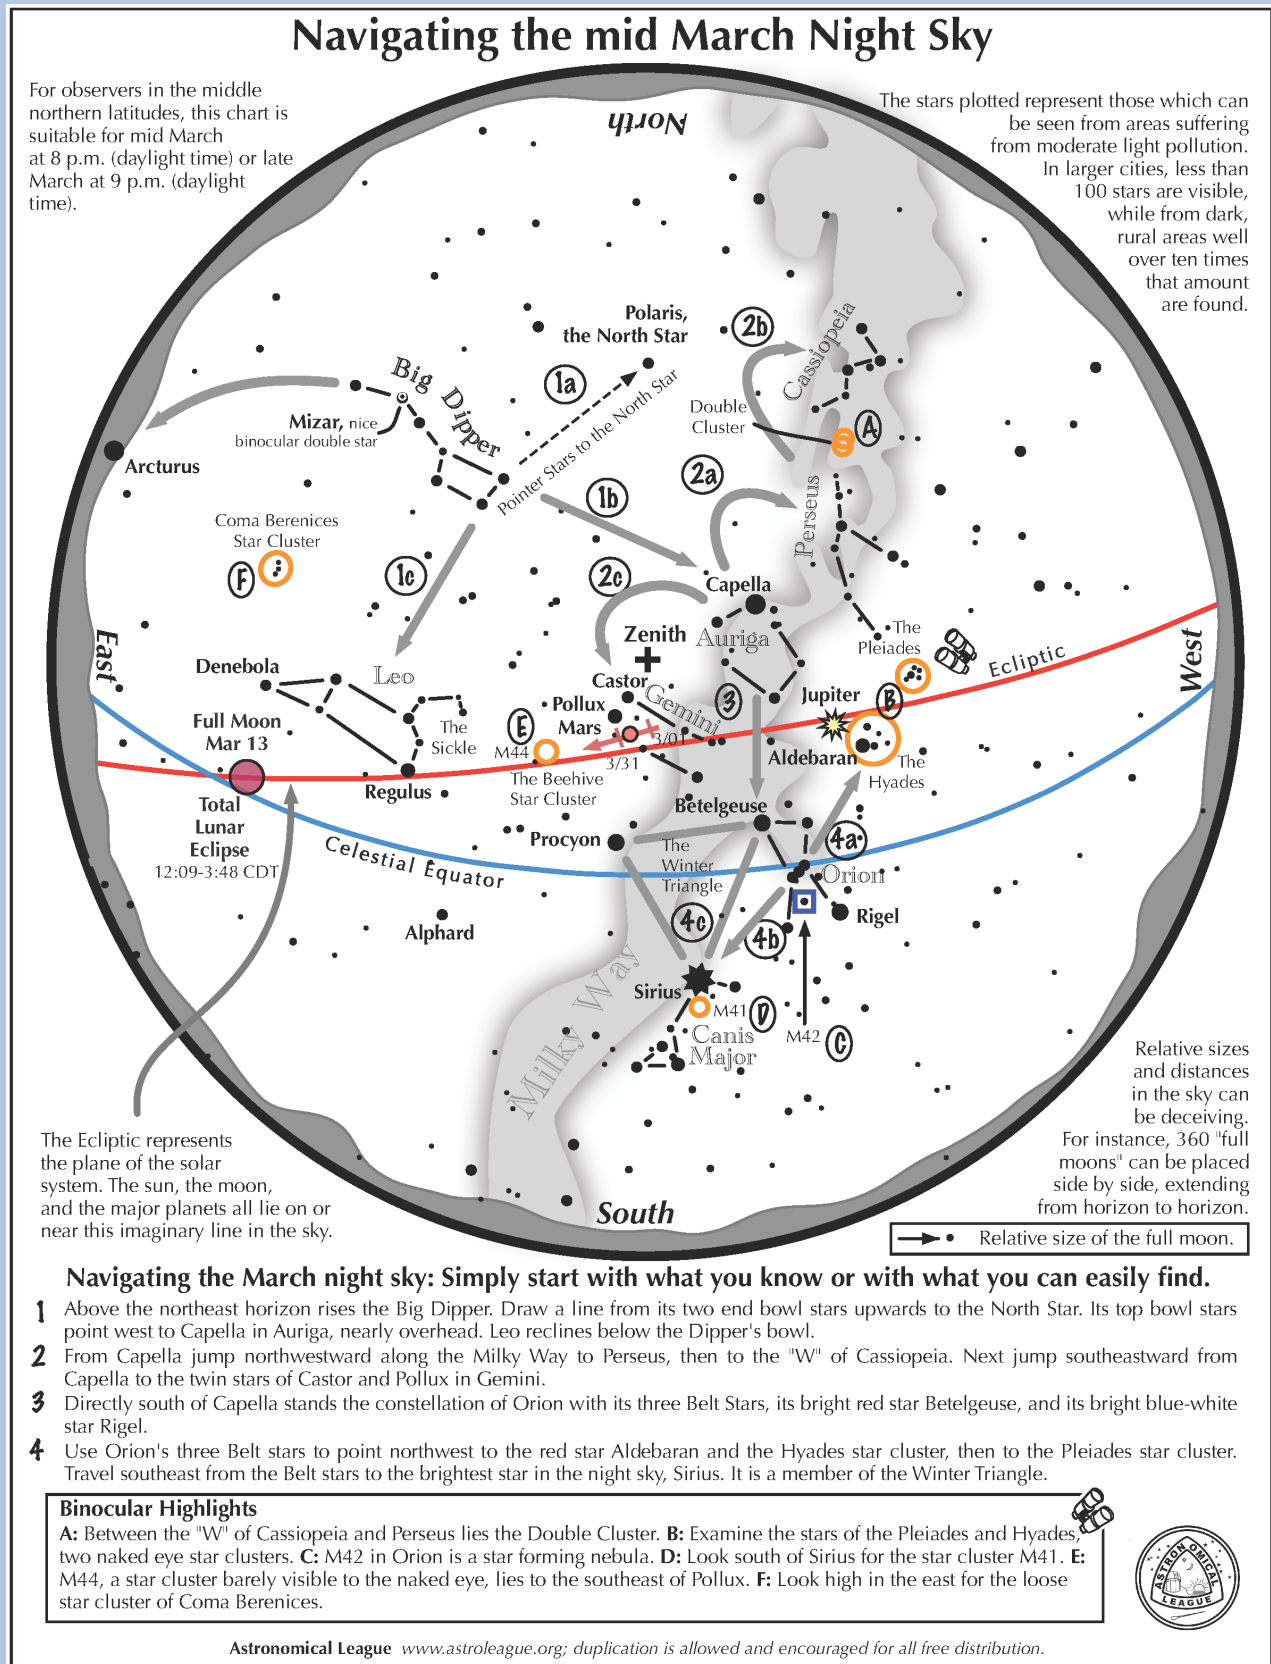 Navigating the mid March Night Sky
For observers in the middle
northern latitudes, this chart is
suitable for mid March
at 8 p.m. (daylight time) or late
March at 9 p.m. (daylight
time).
The stars plotted represent those which can
be seen from areas suffering
from moderate light pollution.
In larger cities, less than
100 stars are visible,
while from dark,
rural areas well
over ten times
that amount
are found.
North
Polaris,
the North Star
2b
Cassiopeia
1a
Big Dipper
Mizar, nice
binocular double star
Pointer Stars to the North Star
Double
Cluster
A
Arcturus
2a
Perseus
1b
Coma Berenices
Star Cluster
F
1c
2c
Capella
Zenith
Auriga
The
Pleiades
East
West
Ecliptic
Denebola
Leo
Castor
Gemini
3
Jupiter
B
Full Moon
Mar 13
The
Sickle
E
M44
Pollux
Mars
3/01
3/31
Aldebaran
The
Hyades
The Beehive
Star Cluster
Regulus
Total
Lunar
Eclipse
12:09-3:48 CDT
Betelgeuse
Procyon
The
Winter
Triangle
4a
Celestial Equator
Orion
Alphard
4c
4b
Rigel
Milky Way
Sirius
M41
D
M42
C
Canis
Major
Relative sizes
and distances
in the sky can
be deceiving.
For instance, 360 "full
moons" can be placed
side by side, extending
from horizon to horizon.
The Ecliptic represents
the plane of the solar
system. The sun, the moon,
and the major planets all lie on or
near this imaginary line in the sky.
South
Relative size of the full moon.
Navigating the March night sky: Simply start with what you know or with what you can easily find.
1 Above the northeast horizon rises the Big Dipper. Draw a line from its two end bowl stars upwards to the North Star. Its top bowl stars
point west to Capella in Auriga, nearly overhead. Leo reclines below the Dipper's bowl.
2 From Capella jump northwestward along the Milky Way to Perseus, then to the "W" of Cassiopeia. Next jump southeastward from
Capella to the twin stars of Castor and Pollux in Gemini.
3 Directly south of Capella stands the constellation of Orion with its three Belt Stars, its bright red star Betelgeuse, and its bright blue-white
star Rigel.
4 Use Orion's three Belt stars to point northwest to the red star Aldebaran and the Hyades star cluster, then to the Pleiades star cluster.
Travel southeast from the Belt stars to the brightest star in the night sky, Sirius. It is a member of the Winter Triangle.
Binocular Highlights
A: Between the "W" of Cassiopeia and Perseus lies the Double Cluster. B: Examine the stars of the Pleiades and Hyades,
two naked eye star clusters. C: M42 in Orion is a star forming nebula. D: Look south of Sirius for the star cluster M41. E:
M44, a star cluster barely visible to the naked eye, lies to the southeast of Pollux. F: Look high in the east for the loose
star cluster of Coma Berenices.
ASTRONOMICAL
LEAGUE
Astronomical League www.astroleague.org; duplication is allowed and encouraged for all free distribution.